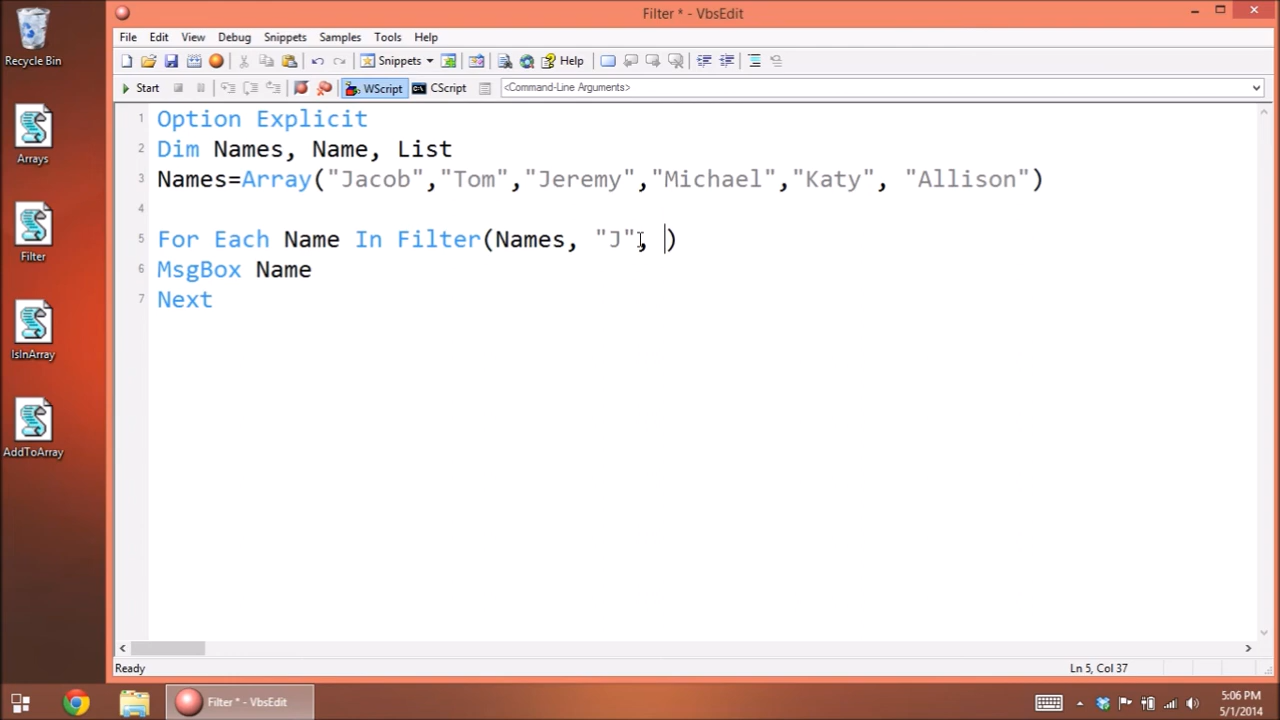 Filter * - VbsEdit
Recycle Bin
Arrays
Filter
IsInArray
AddToArray
File Edit View Debug Snippets Samples Tools Help
Snippets Help
Start WScript CScript <Command-Line Arguments>
1 Option Explicit
2 Dim Names, Name, List
3 Names=Array("Jacob","Tom","Jeremy","Michael","Katy", "Allison")
4
5 For Each Name In Filter(Names, "J", )
6 MsgBox Name
7 Next
Ready Ln 5, Col 37
Filter * - VbsEdit
5:06 PM
5/1/2014